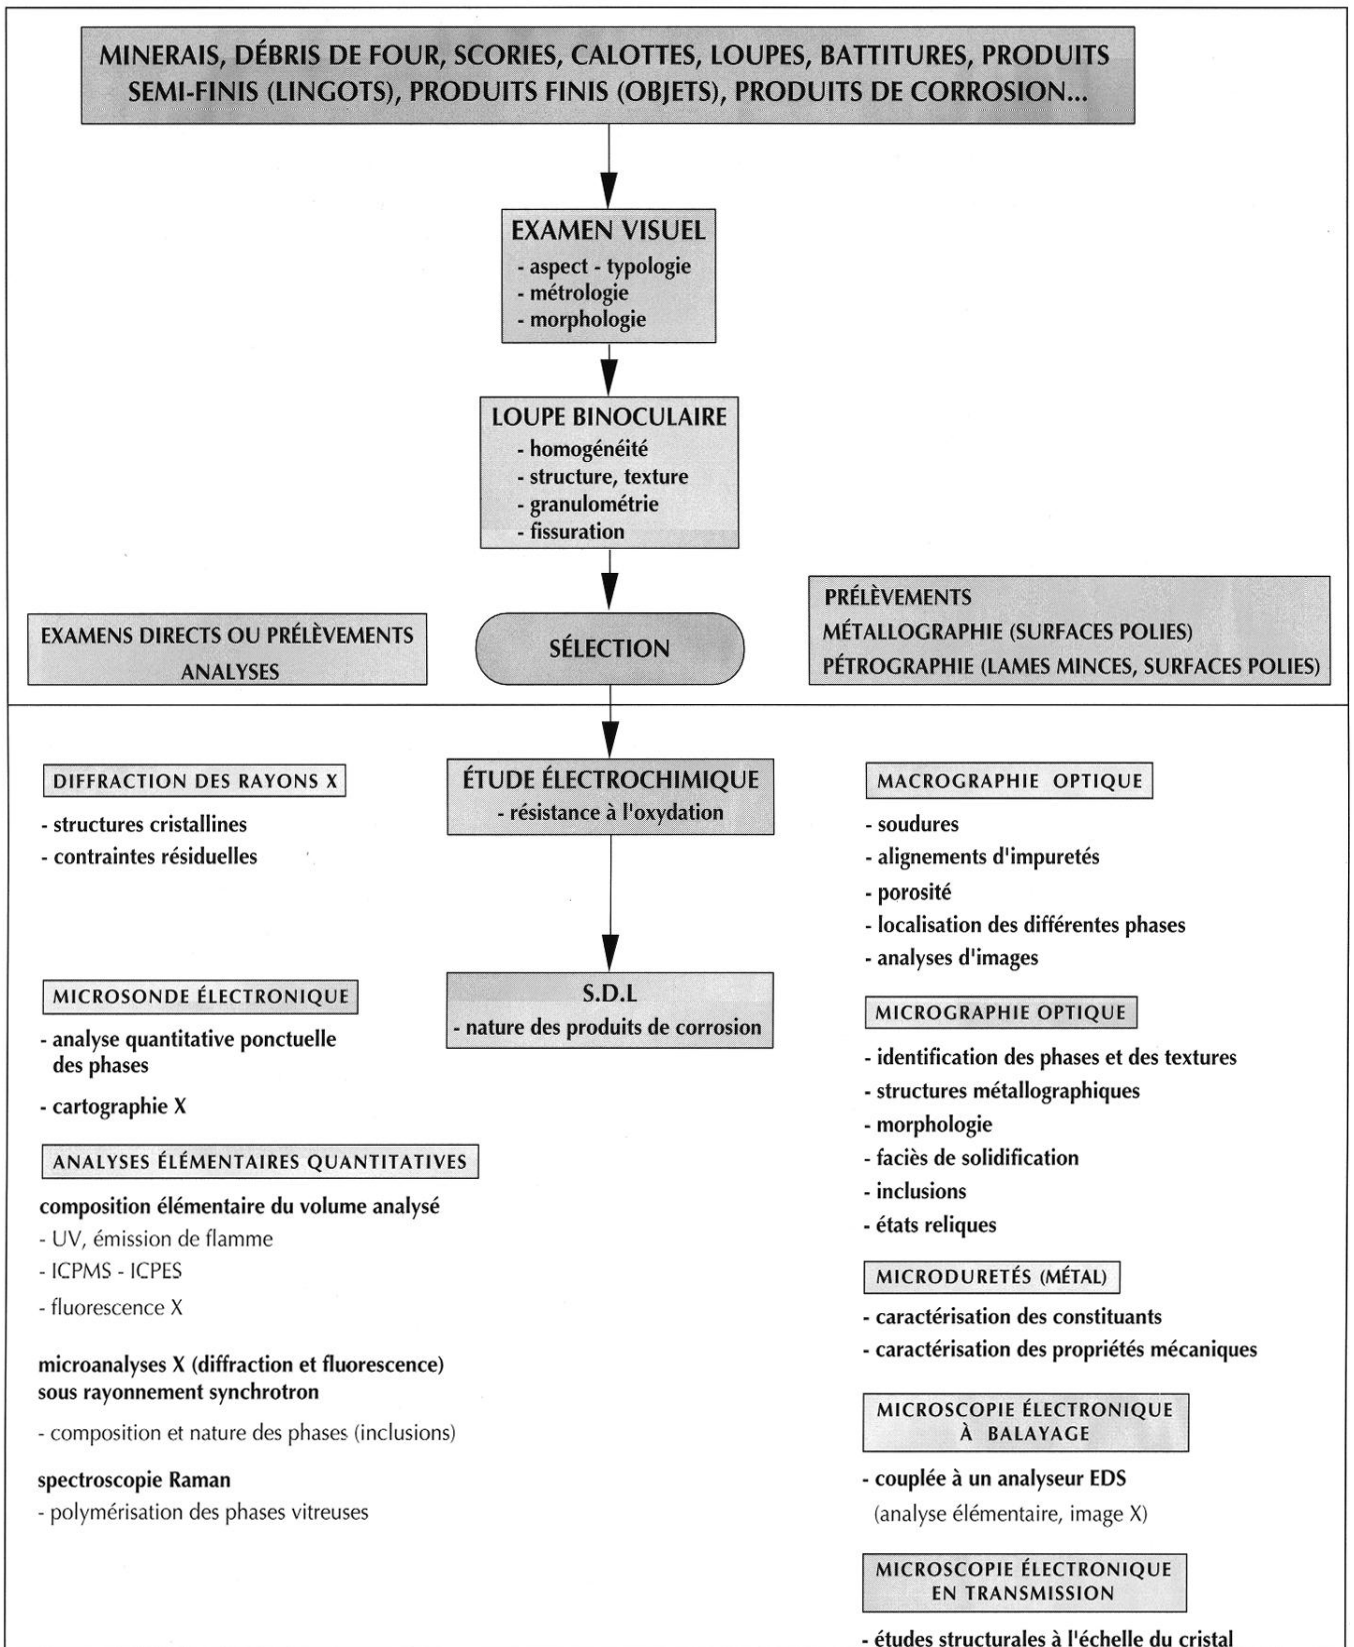 MINERAIS, DÉBRIS DE FOUR, SCORIES, CALOTTES, LOUPES, BATTITURES, PRODUITS
SEMI-FINIS (LINGOTS), PRODUITS FINIS (OBJETS), PRODUITS DE CORROSION...
EXAMEN VISUEL
- aspect - typologie
- métrologie
- morphologie
LOUPE BINOCULAIRE
- homogénéité
- structure, texture
- granulométrie
- fissuration
EXAMENS DIRECTS OU PRÉLÈVEMENTS
ANALYSES
SÉLECTION
PRÉLÈVEMENTS
MÉTALLOGRAPHIE (SURFACES POLIES)
PÉTROGRAPHIE (LAMES MINCES, SURFACES POLIES)
DIFFRACTION DES RAYONS X
- structures cristallines
- contraintes résiduelles
MICROSONDE ÉLECTRONIQUE
- analyse quantitative ponctuelle
des phases
- cartographie X
ANALYSES ÉLÉMENTAIRES QUANTITATIVES
composition élémentaire du volume analysé
- UV, émission de flamme
- ICPMS - ICPES
- fluorescence X
microanalyses X (diffraction et fluorescence)
sous rayonnement synchrotron
- composition et nature des phases (inclusions)
spectroscopie Raman
- polymérisation des phases vitreuses
ÉTUDE ÉLECTROCHIMIQUE
- résistance à l'oxydation
S.D.L
- nature des produits de corrosion
MACROGRAPHIE OPTIQUE
- soudures
- alignements d'impuretés
- porosité
- localisation des différentes phases
- analyses d'images
MICROGRAPHIE OPTIQUE
- identification des phases et des textures
- structures métallographiques
- morphologie
- faciès de solidification
- inclusions
- états reliques
MICRODURETÉS (MÉTAL)
- caractérisation des constituants
- caractérisation des propriétés mécaniques
MICROSCOPIE ÉLECTRONIQUE
À BALAYAGE
- couplée à un analyseur EDS
(analyse élémentaire, image X)
MICROSCOPIE ÉLECTRONIQUE
EN TRANSMISSION
- études structurales à l'échelle du cristal